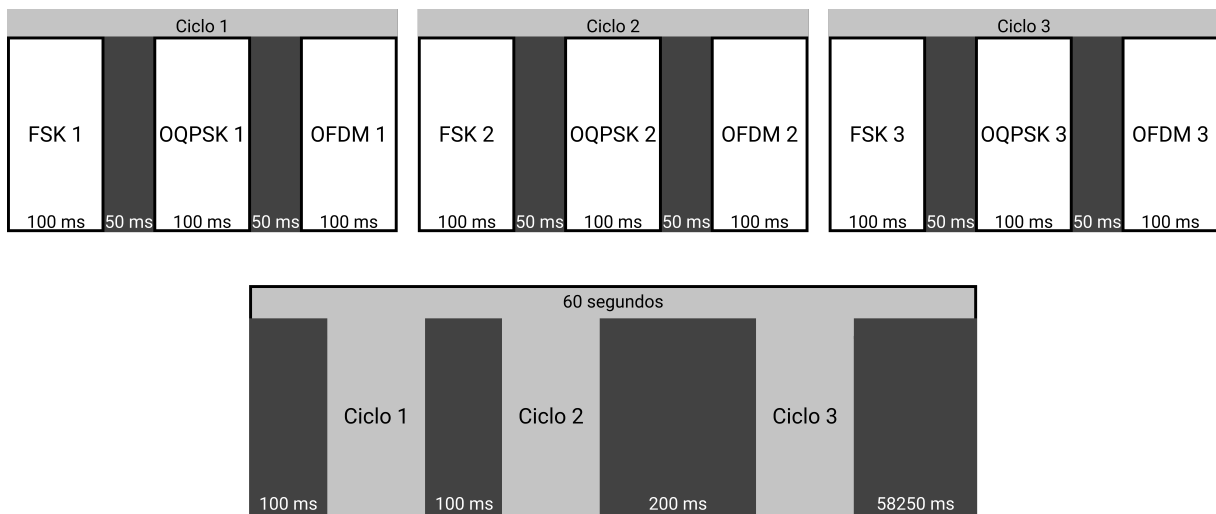 Ciclo 1
FSK 1
OQPSK 1
OFDM 1
100 ms
50 ms
100 ms
50 ms
100 ms
Ciclo 2
FSK 2
OQPSK 2
OFDM 2
100 ms
50 ms
100 ms
50 ms
100 ms
Ciclo 3
FSK 3
OQPSK 3
OFDM 3
100 ms
50 ms
100 ms
50 ms
100 ms
60 segundos
Ciclo 1
Ciclo 2
Ciclo 3
100 ms
100 ms
200 ms
58250 ms